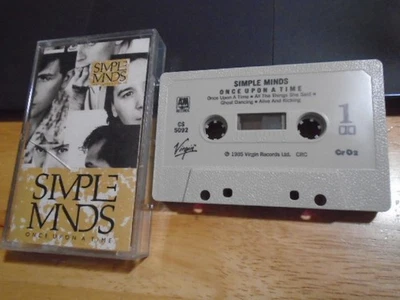 SIMPLE
MINDS
SIMPLE
MINDS
ONCE UPON A TIME
SIMPLE MINDS
ONCE UPON A TIME
Once Upon A Time • All The Things She Said •
Ghost Dancing • Alive And Kicking
A&M
CS
5092
1
Virgin
℗ 1985 Virgin Records Ltd. CRC